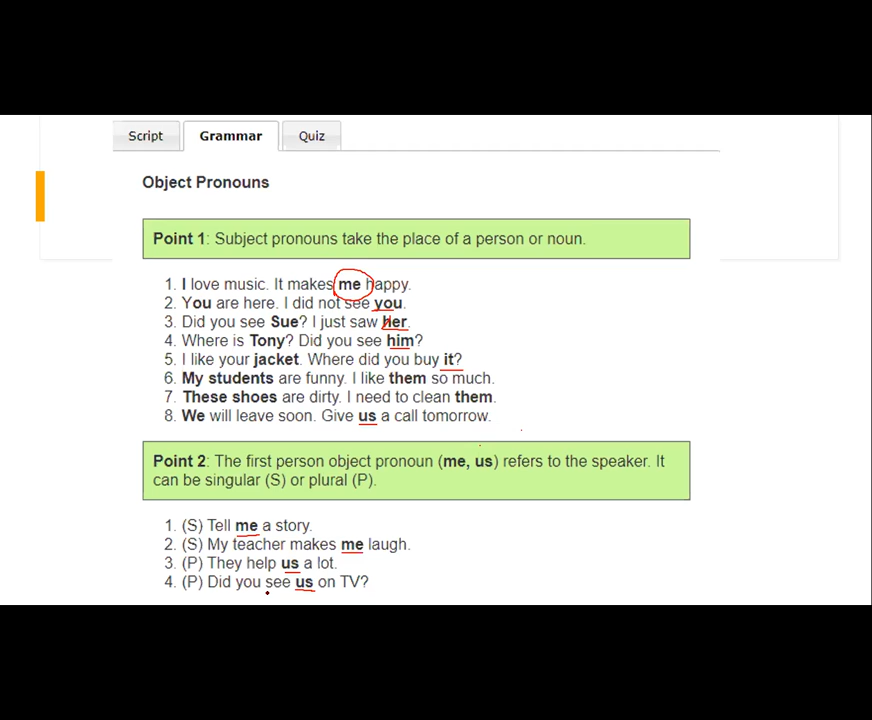 Script Grammar Quiz
Object Pronouns
Point 1: Subject pronouns take the place of a person or noun.
1. I love music. It makes me happy.
2. You are here. I did not see you.
3. Did you see Sue? I just saw her.
4. Where is Tony? Did you see him?
5. I like your jacket. Where did you buy it?
6. My students are funny. I like them so much.
7. These shoes are dirty. I need to clean them.
8. We will leave soon. Give us a call tomorrow.
Point 2: The first person object pronoun (me, us) refers to the speaker. It
can be singular (S) or plural (P).
1. (S) Tell me a story.
2. (S) My teacher makes me laugh.
3. (P) They help us a lot.
4. (P) Did you see us on TV?